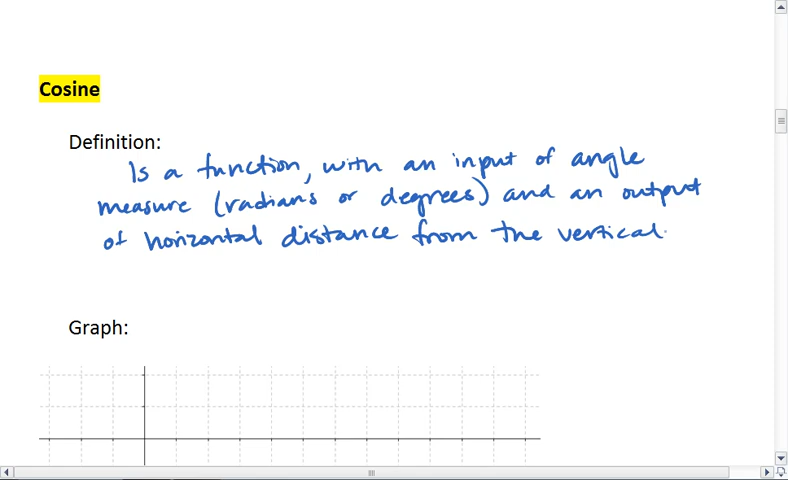 Cosine
Definition:
Is a function, with an input of angle
measure (radians or degrees) and an output
of horizontal distance from the vertical.
Graph: